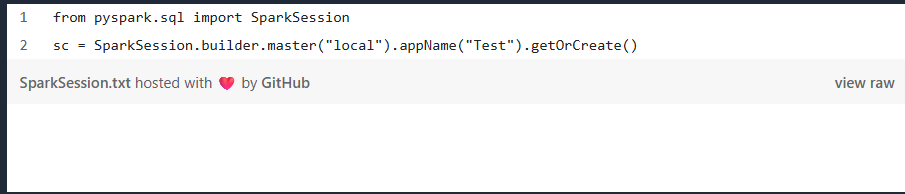 1 from pyspark.sql import SparkSession
2 sc = SparkSession.builder.master("local").appName("Test").getOrCreate()
SparkSession.txt hosted with ❤ by GitHub view raw